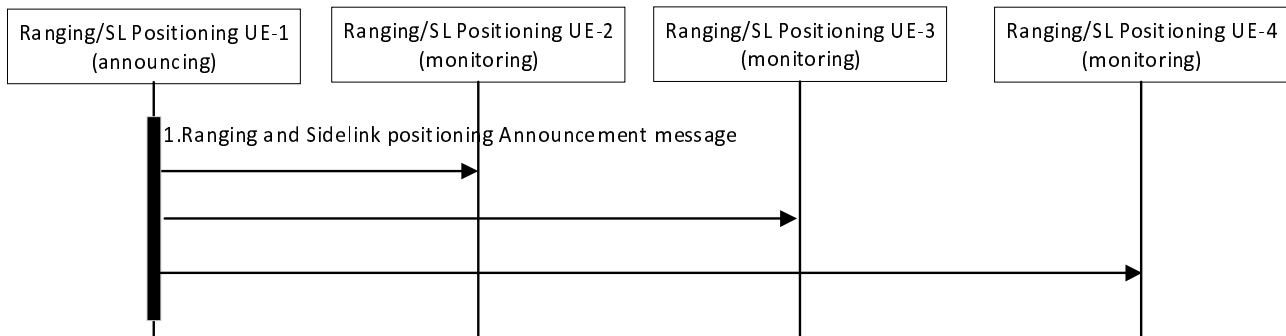 Ranging/SL Positioning UE-1
(announcing)
Ranging/SL Positioning UE-2
(monitoring)
Ranging/SL Positioning UE-3
(monitoring)
Ranging/SL Positioning UE-4
(monitoring)
1.Ranging and Sidelink positioning Announcement message